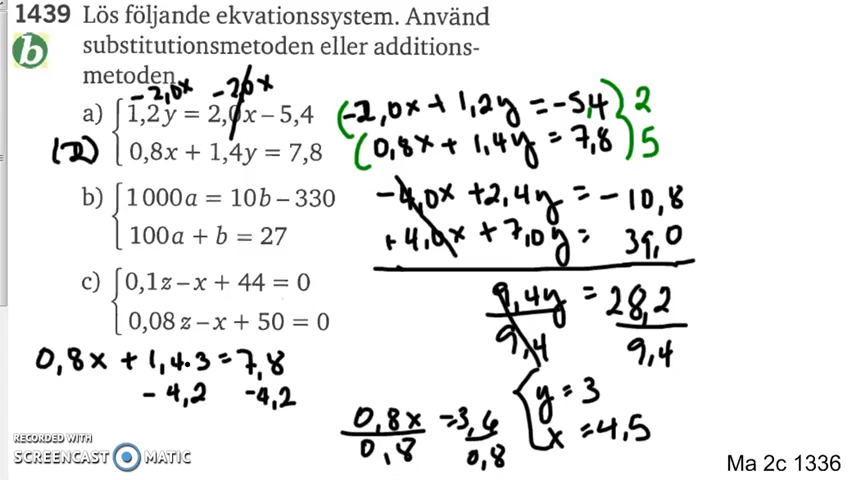 1439 Lös följande ekvationssystem. Använd
b substitutionsmetoden eller additions-
metoden.
-2,0x -2,0x
a) { 1,2y = 2,0x – 5,4
(2) { 0,8x + 1,4y = 7,8
b) { 1000a = 10b – 330
{ 100a + b = 27
c) { 0,1z – x + 44 = 0
{ 0,08z – x + 50 = 0
(-2,0x + 1,2y = -5,4) 2
(0,8x + 1,4y = 7,8) 5
-4,0x + 2,4y = -10,8
+4,0x + 7,0y = 39,0
9,4y = 28,2
9,4 9,4
0,8x + 1,4·3 = 7,8
-4,2 -4,2
0,8x = 3,6
0,8 0,8
{ y = 3
x = 4,5
RECORDED WITH
SCREENCAST MATIC
Ma 2c 1336